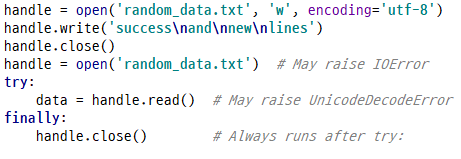 handle = open('random_data.txt', 'w', encoding='utf-8')
handle.write('success\nand\nnew\nlines')
handle.close()
handle = open('random_data.txt')  # May raise IOError
try:
    data = handle.read()  # May raise UnicodeDecodeError
finally:
    handle.close()        # Always runs after try: